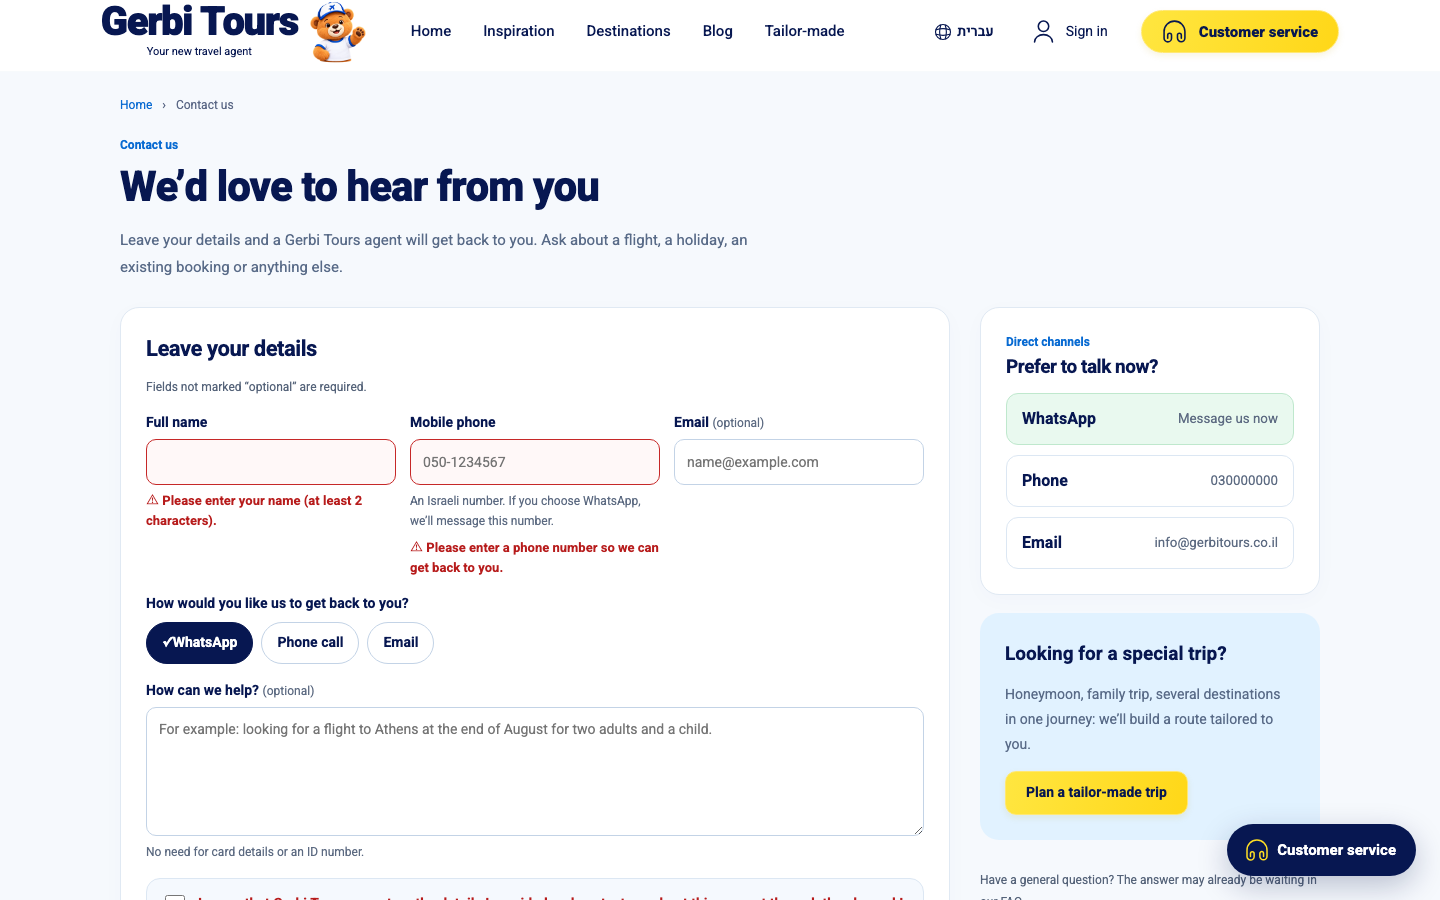 Gerbi Tours
Your new travel agent
Home
Inspiration
Destinations
Blog
Tailor-made
עברית
Sign in
Customer service
Home › Contact us
Contact us
We’d love to hear from you
Leave your details and a Gerbi Tours agent will get back to you. Ask about a flight, a holiday, an
existing booking or anything else.
Leave your details
Fields not marked “optional” are required.
Full name
⚠ Please enter your name (at least 2
characters).
Mobile phone
050-1234567
An Israeli number. If you choose WhatsApp,
we’ll message this number.
⚠ Please enter a phone number so we can
get back to you.
Email (optional)
name@example.com
How would you like us to get back to you?
✓WhatsApp
Phone call
Email
How can we help? (optional)
For example: looking for a flight to Athens at the end of August for two adults and a child.
No need for card details or an ID number.
Direct channels
Prefer to talk now?
WhatsApp Message us now
Phone 030000000
Email info@gerbitours.co.il
Looking for a special trip?
Honeymoon, family trip, several destinations
in one journey: we’ll build a route tailored to
you.
Plan a tailor-made trip
Customer service
Have a general question? The answer may already be waiting in